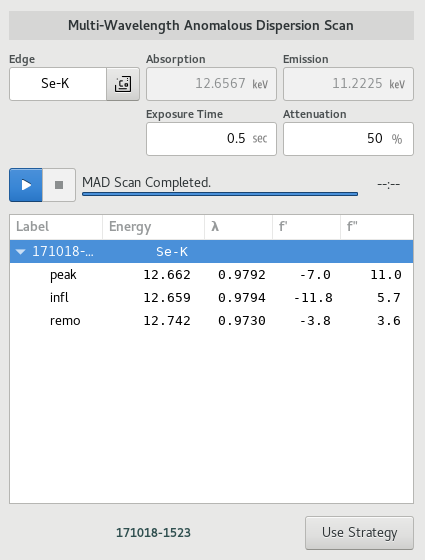 Multi-Wavelength Anomalous Dispersion Scan
Edge Absorption Emission
Se-K 12.6567 keV 11.2225 keV
Exposure Time Attenuation
0.5 sec 50 %
MAD Scan Completed. --:--
Label Energy λ f' f"
171018-... Se-K
peak 12.662 0.9792 -7.0 11.0
infl 12.659 0.9794 -11.8 5.7
remo 12.742 0.9730 -3.8 3.6
171018-1523 Use Strategy